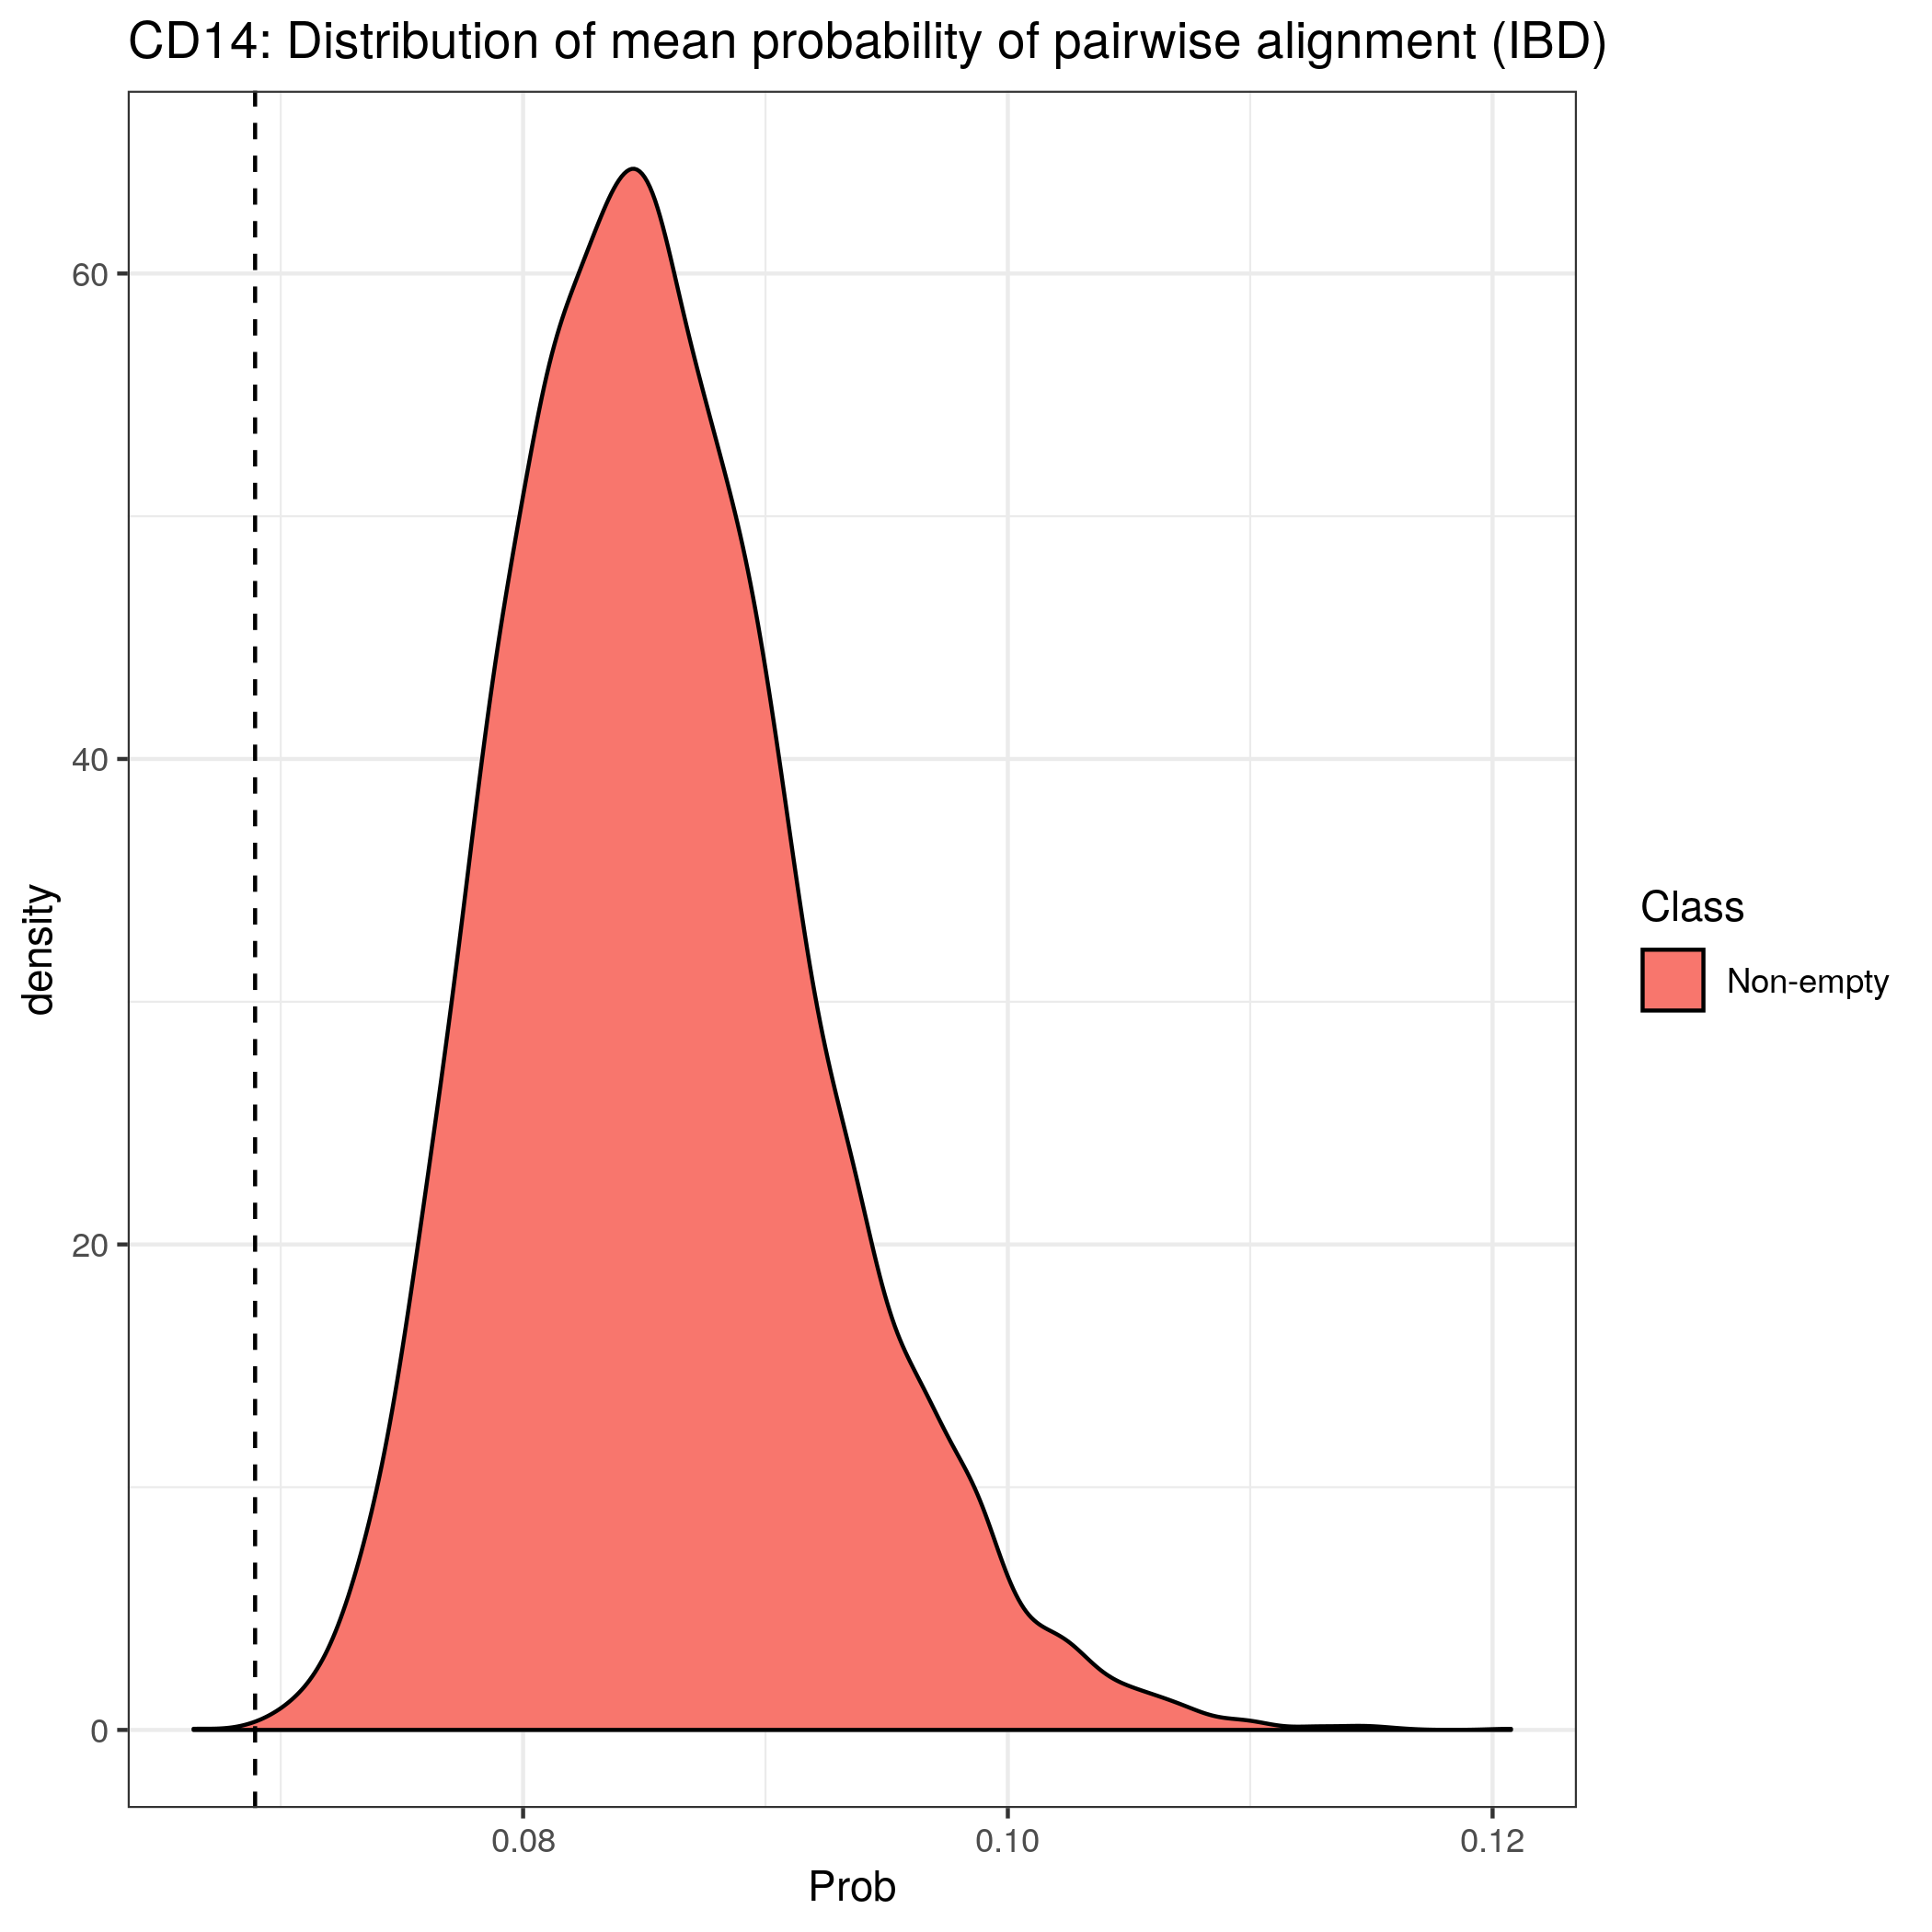 CD14: Distribution of mean probability of pairwise alignment (IBD)
60
40
20
0
density
0.08 0.10 0.12
Prob
Class
Non-empty